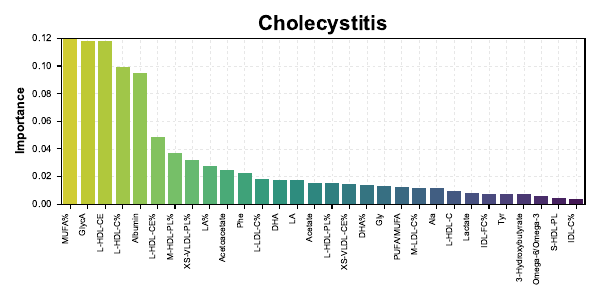 Cholecystitis
Importance
0.12
0.10
0.08
0.06
0.04
0.02
0.00
MUFA%
GlycA
L-HDL-CE
L-HDL-C%
Albumin
L-HDL-CE%
M-HDL-PL%
XS-VLDL-PL%
LA%
Acetoacetate
Phe
L-LDL-C%
DHA
LA
Acetate
L-HDL-PL%
XS-VLDL-CE%
DHA%
Gly
PUFA/MUFA
M-LDL-C%
Ala
L-HDL-C
Lactate
IDL-FC%
Tyr
3-Hydroxybutyrate
Omega-6/Omega-3
S-HDL-PL
IDL-C%